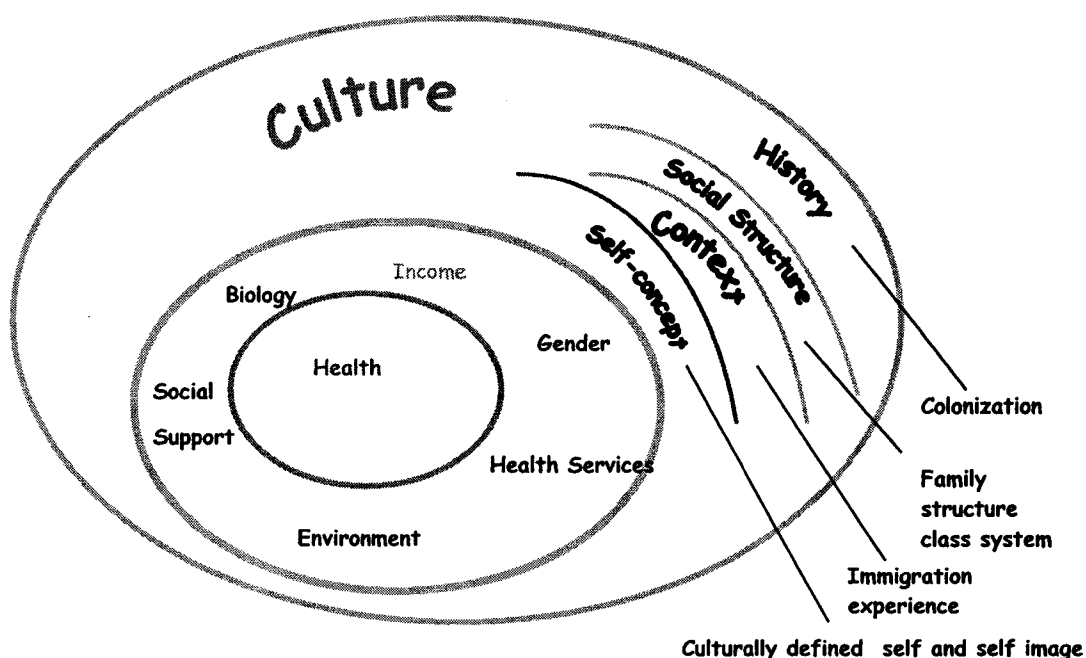 Culture
History
Social Structure
Context
Self-concept
Income
Biology
Gender
Health
Social
Support
Health Services
Environment
Colonization
Family
structure
class system
Immigration
experience
Culturally defined self and self image